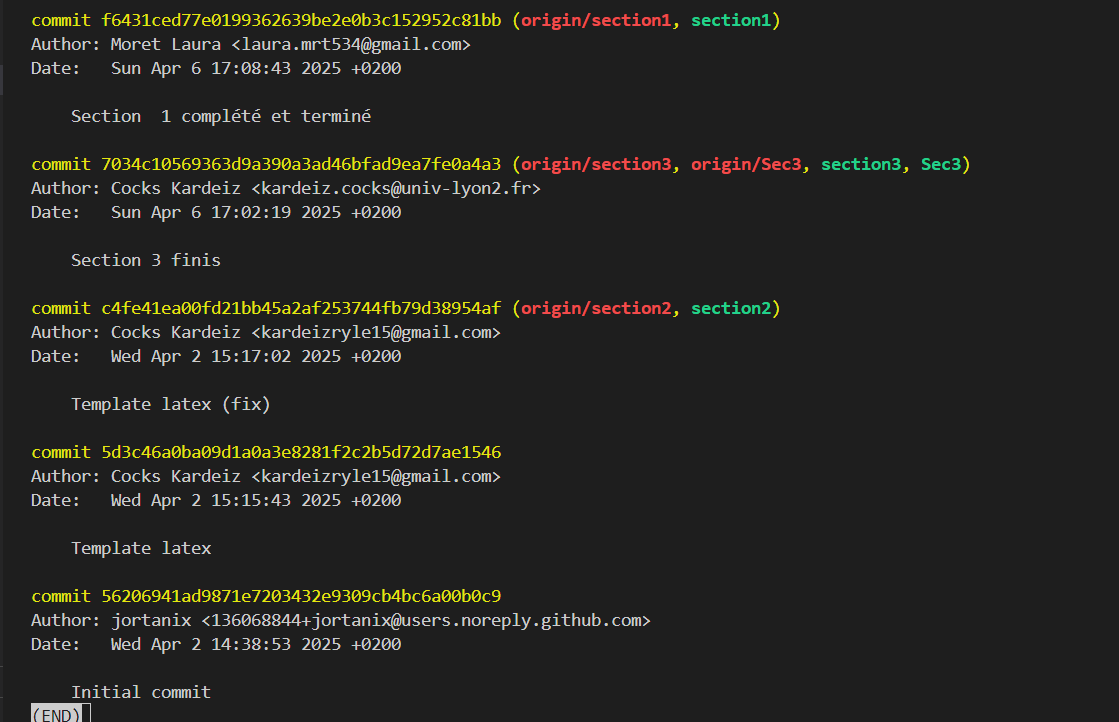 commit f6431ced77e0199362639be2e0b3c152952c81bb (origin/section1, section1)
Author: Moret Laura <laura.mrt534@gmail.com>
Date:   Sun Apr 6 17:08:43 2025 +0200
Section  1 complété et terminé
commit 7034c10569363d9a390a3ad46bfad9ea7fe0a4a3 (origin/section3, origin/Sec3, section3, Sec3)
Author: Cocks Kardeiz <kardeiz.cocks@univ-lyon2.fr>
Date:   Sun Apr 6 17:02:19 2025 +0200
Section 3 finis
commit c4fe41ea00fd21bb45a2af253744fb79d38954af (origin/section2, section2)
Author: Cocks Kardeiz <kardeizryle15@gmail.com>
Date:   Wed Apr 2 15:17:02 2025 +0200
Template latex (fix)
commit 5d3c46a0ba09d1a0a3e8281f2c2b5d72d7ae1546
Author: Cocks Kardeiz <kardeizryle15@gmail.com>
Date:   Wed Apr 2 15:15:43 2025 +0200
Template latex
commit 56206941ad9871e7203432e9309cb4bc6a00b0c9
Author: jortanix <136068844+jortanix@users.noreply.github.com>
Date:   Wed Apr 2 14:38:53 2025 +0200
Initial commit
(END)